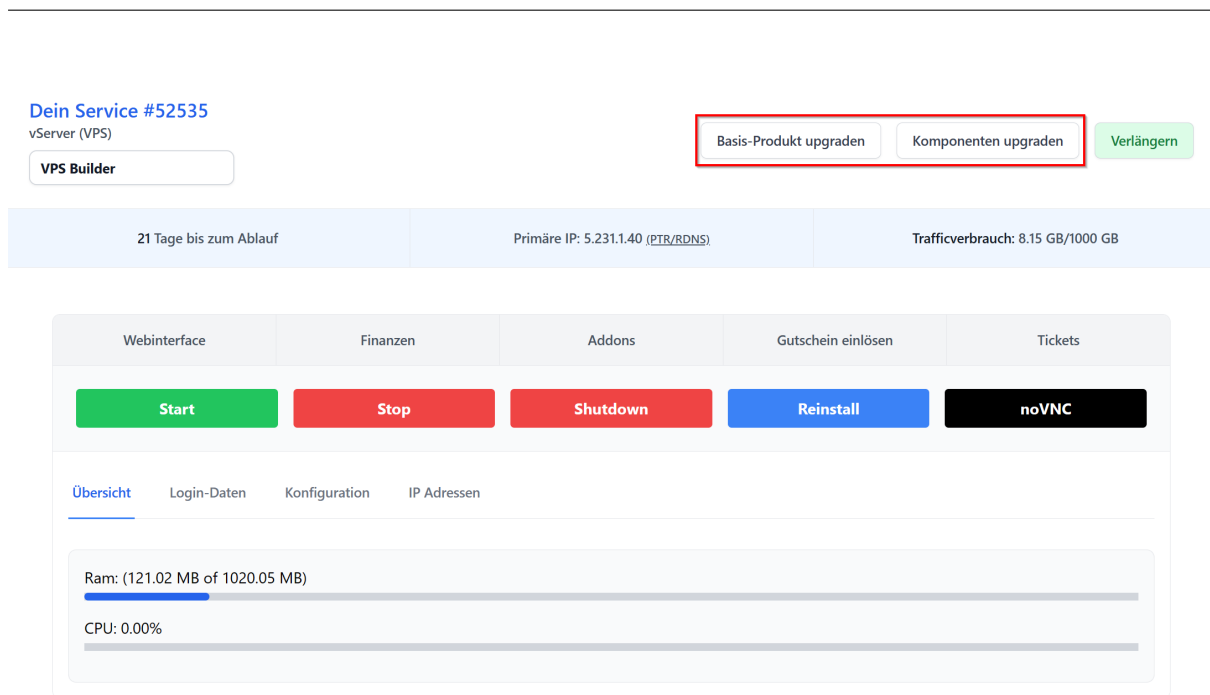 Dein Service #52535
vServer (VPS)
VPS Builder
Basis-Produkt upgraden
Komponenten upgraden
Verlängern
21 Tage bis zum Ablauf
Primäre IP: 5.231.1.40 (PTR/RDNS)
Trafficverbrauch: 8.15 GB/1000 GB
Webinterface
Finanzen
Addons
Gutschein einlösen
Tickets
Start
Stop
Shutdown
Reinstall
noVNC
Übersicht
Login-Daten
Konfiguration
IP Adressen
Ram: (121.02 MB of 1020.05 MB)
CPU: 0.00%